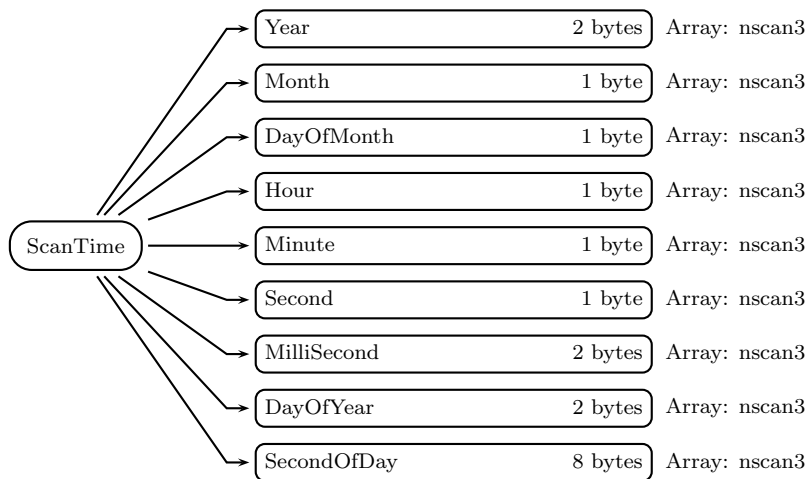 Year 2 bytes Array: nscan3
Month 1 byte Array: nscan3
DayOfMonth 1 byte Array: nscan3
Hour 1 byte Array: nscan3
ScanTime
Minute 1 byte Array: nscan3
Second 1 byte Array: nscan3
MilliSecond 2 bytes Array: nscan3
DayOfYear 2 bytes Array: nscan3
SecondOfDay 8 bytes Array: nscan3